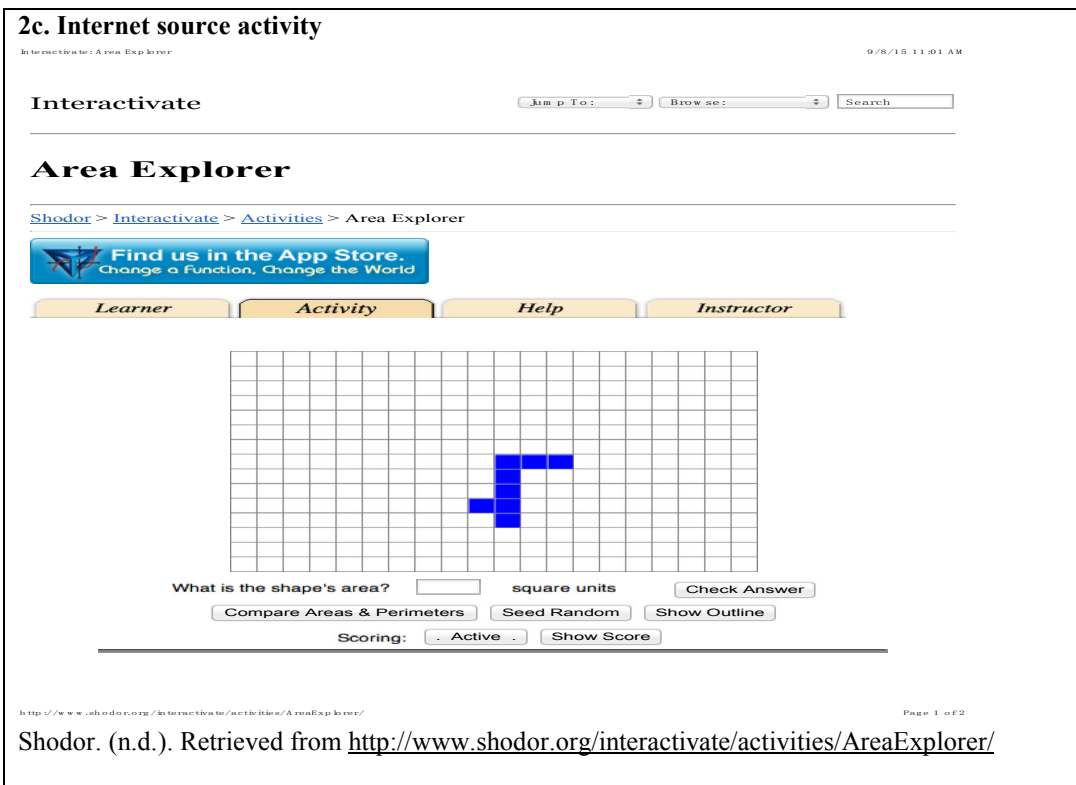 2c. Internet source activity
Interactivate: Area Explorer 9/8/15 11:01 AM
Interactivate Jump To: Browse: Search
Area Explorer
Shodor > Interactivate > Activities > Area Explorer
Find us in the App Store.
Change a Function, Change the World
Learner Activity Help Instructor
What is the shape's area? square units Check Answer
Compare Areas & Perimeters Seed Random Show Outline
Scoring: . Active . Show Score
http://www.shodor.org/interactivate/activities/AreaExplorer/ Page 1 of 2
Shodor. (n.d.). Retrieved from http://www.shodor.org/interactivate/activities/AreaExplorer/